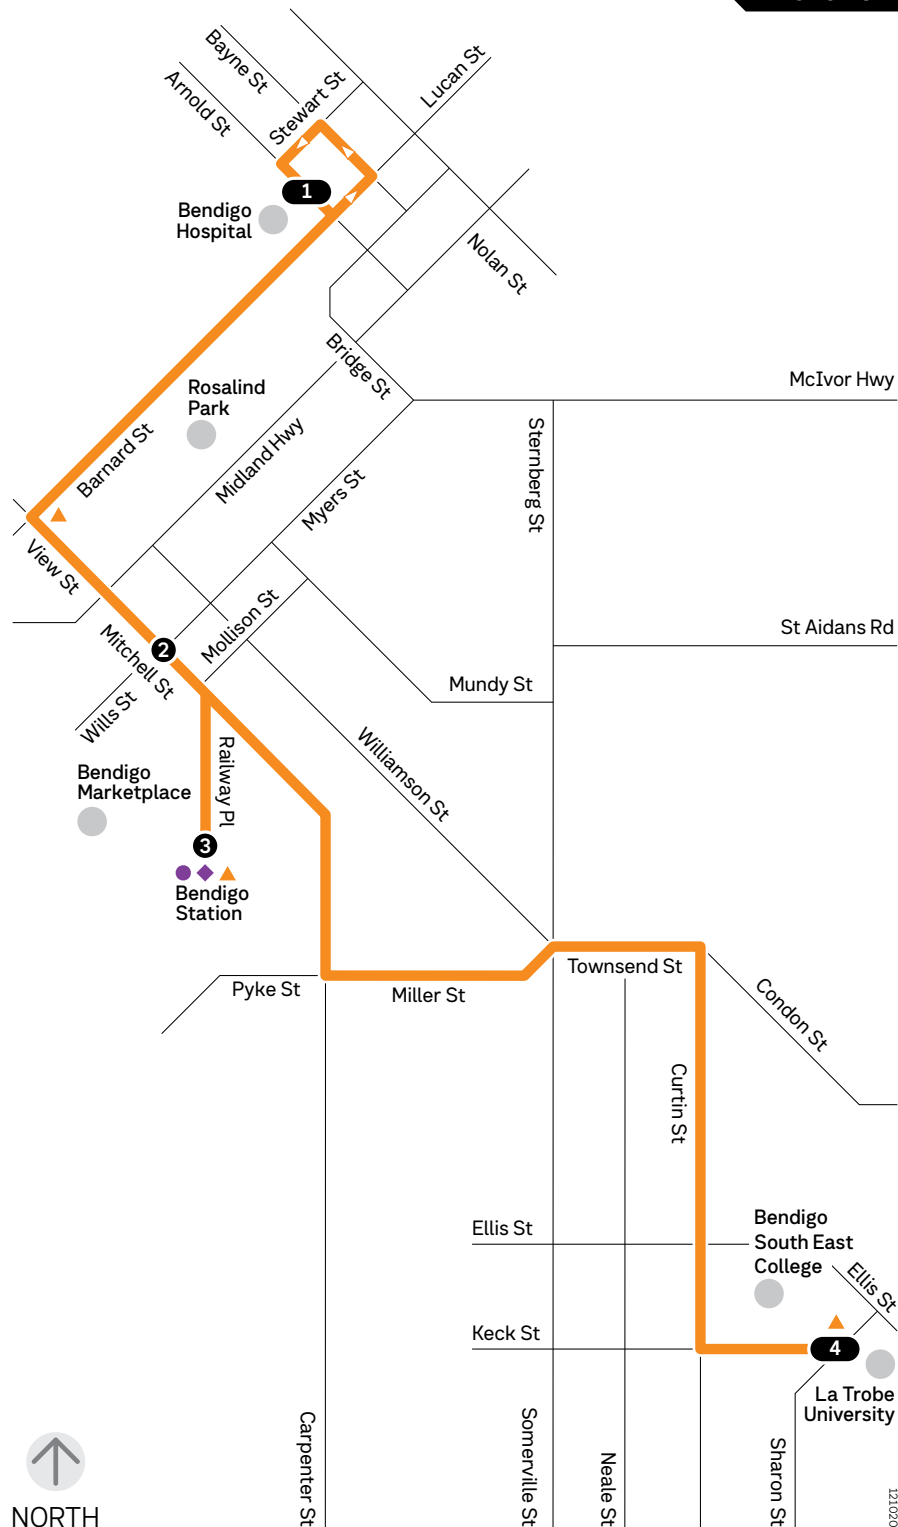 Bayne St
Arnold St
Stewart St
Lucan St
1
Bendigo
Hospital
Nolan St
Bridge St
McIvor Hwy
Rosalind
Park
Barnard St
Midland Hwy
Myers St
Sternberg St
View St
Mollison St
St Aidans Rd
2
Mitchell St
Wills St
Mundy St
Railway Pl
Williamson St
Bendigo
Marketplace
3
Bendigo
Station
Townsend St
Pyke St
Miller St
Condon St
Curtin St
Ellis St
Bendigo
South East
College
Ellis St
Keck St
4
La Trobe
University
Carpenter St
Somerville St
Neale St
Sharon St
NORTH
121020